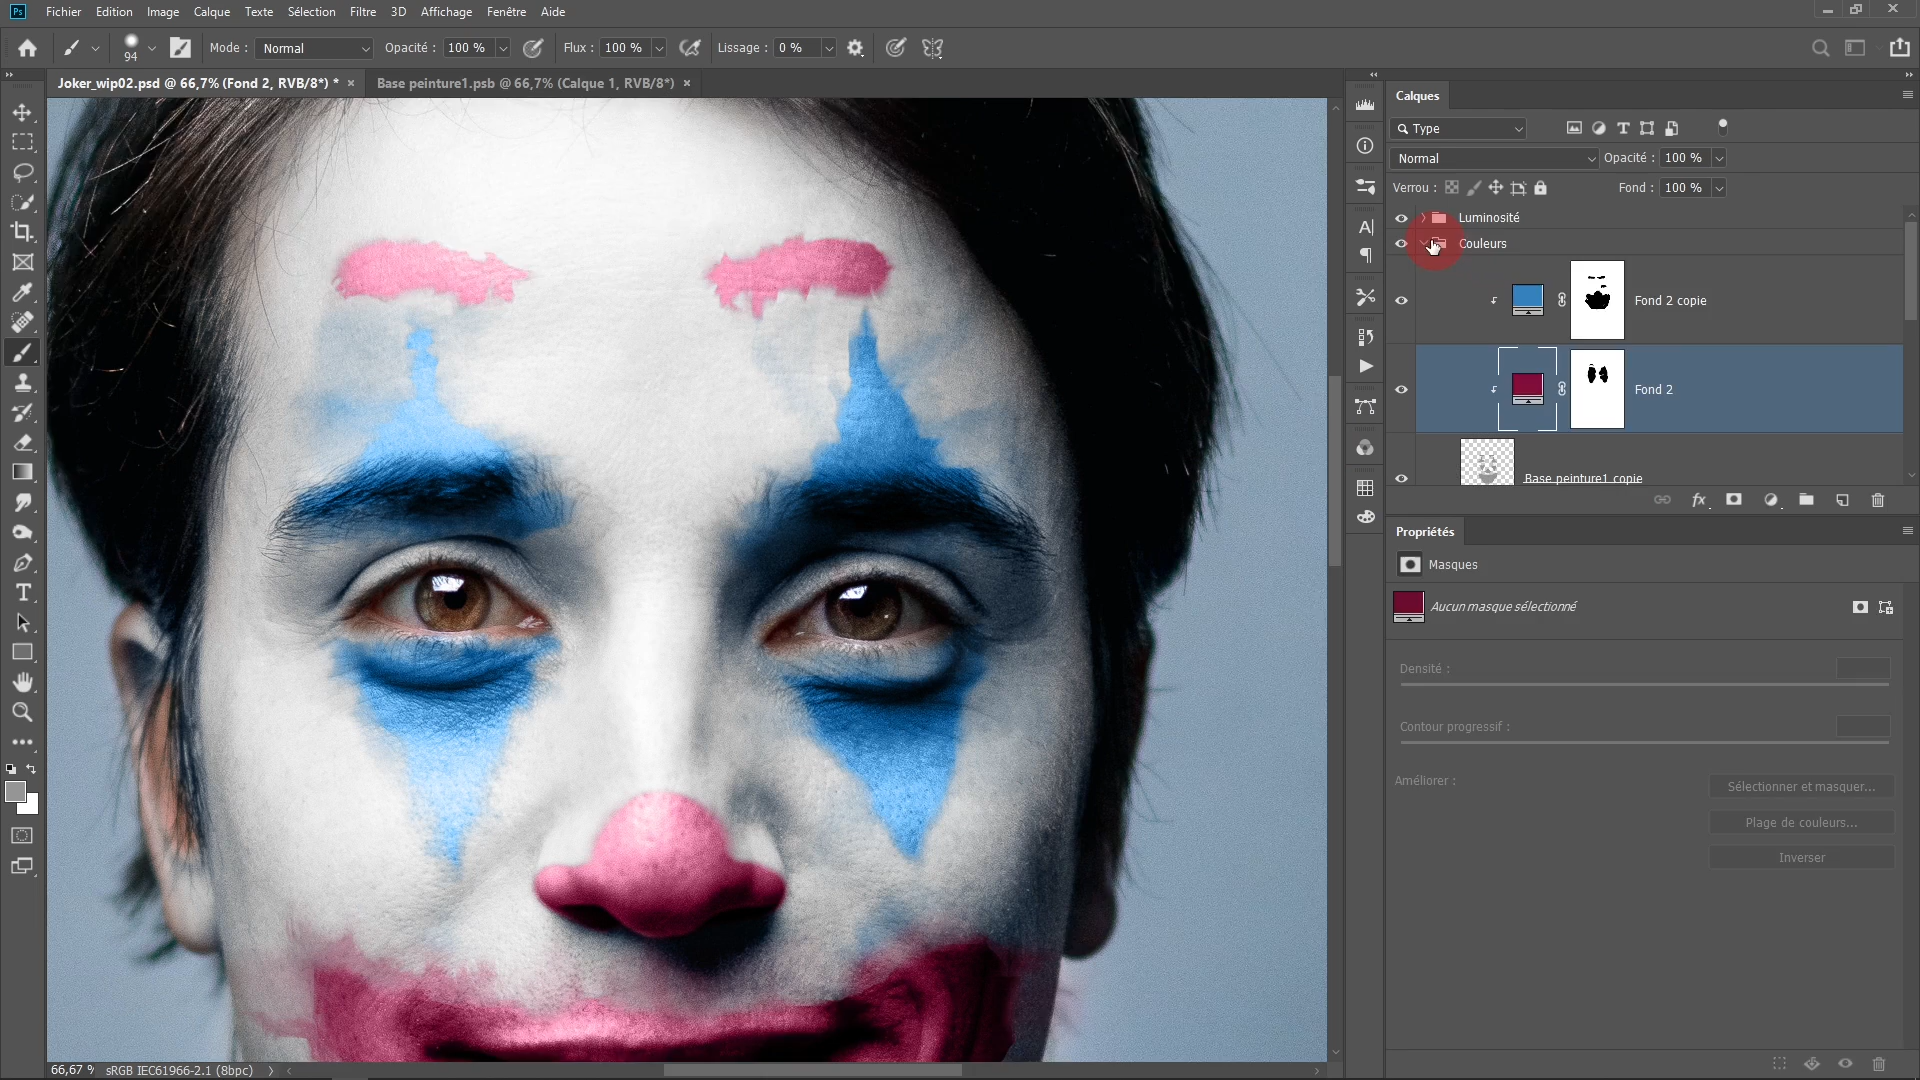 Ps Fichier Edition Image Calque Texte Sélection Filtre 3D Affichage Fenêtre Aide
94 Mode : Normal Opacité : 100 % Flux : 100 % Lissage : 0 %
Joker_wip02.psd @ 66,7% (Fond 2, RVB/8*) * × Base peinture1.psb @ 66,7% (Calque 1, RVB/8*) ×
Calques
Type
Normal Opacité : 100 %
Verrou : Fond : 100 %
Luminosité
Couleurs
Fond 2 copie
Fond 2
Base peinture1 copie
fx
Propriétés
Masques
Aucun masque sélectionné
Densité :
Contour progressif :
Améliorer :
Sélectionner et masquer...
Plage de couleurs...
Inverser
66,67 % sRGB IEC61966-2.1 (8bpc)